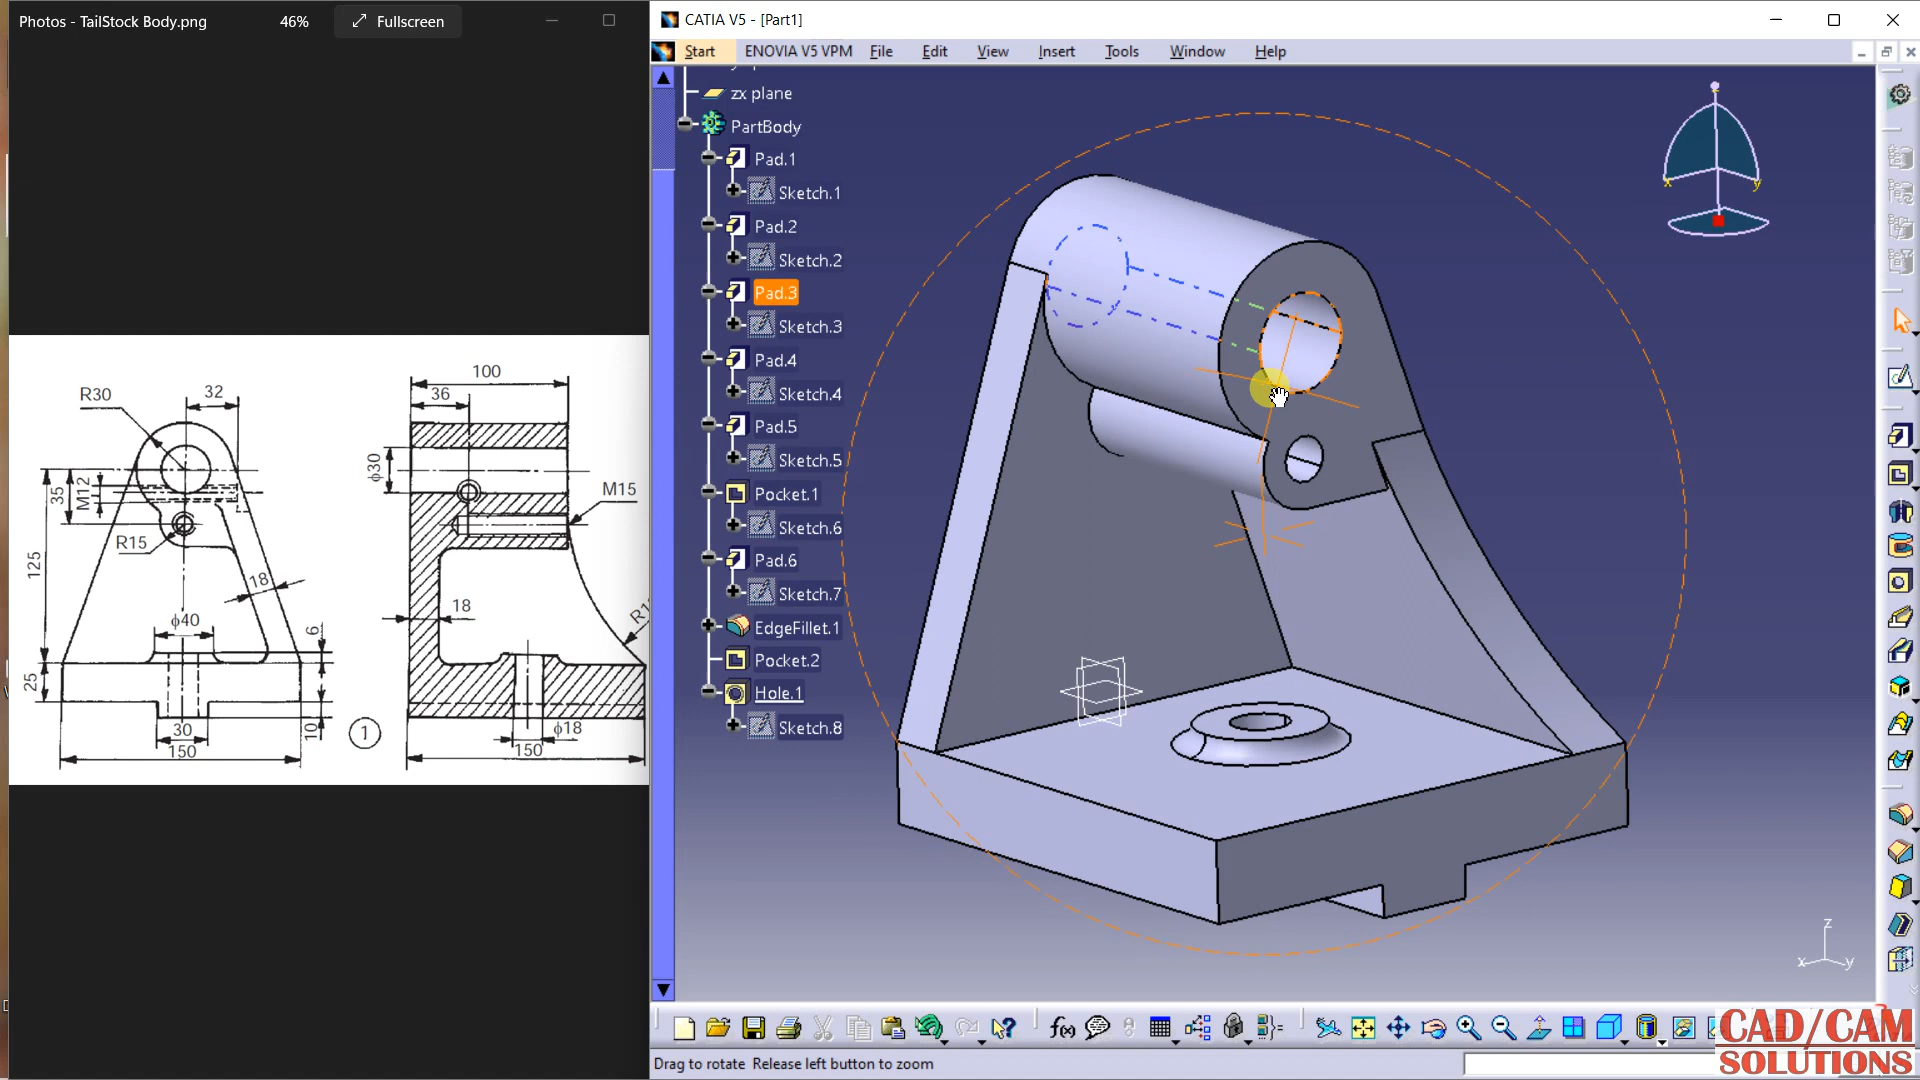 Photos - TailStock Body.png
46%
Fullscreen
CATIA V5 - [Part1]
Start
ENOVIA V5 VPM
File
Edit
View
Insert
Tools
Window
Help
zx plane
PartBody
Pad.1
Sketch.1
Pad.2
Sketch.2
Pad.3
Sketch.3
Pad.4
Sketch.4
Pad.5
Sketch.5
Pocket.1
Sketch.6
Pad.6
Sketch.7
EdgeFillet.1
Pocket.2
Hole.1
Sketch.8
R30
32
35
M12
R15
125
18
ϕ40
6
25
30
10
150
1
100
36
ϕ30
M15
18
ϕ18
150
x
y
z
x
y
f(x)
Drag to rotate Release left button to zoom
CAD/CAM
SOLUTIONS